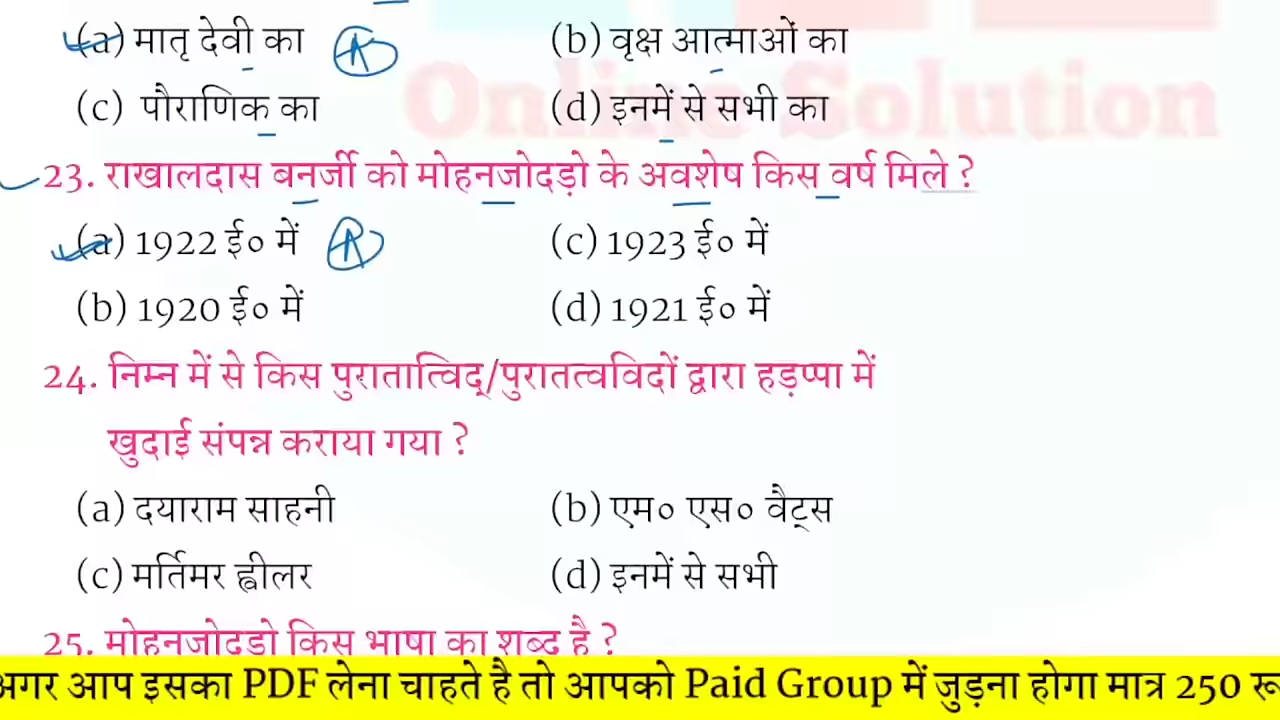 (a) मातृ देवी का (b) वृक्ष आत्माओं का
(c) पौराणिक का (d) इनमें से सभी का
Online Solution
23. राखालदास बनर्जी को मोहनजोदड़ो के अवशेष किस वर्ष मिले ?
(a) 1922 ई० में (c) 1923 ई० में
(b) 1920 ई० में (d) 1921 ई० में
24. निम्न में से किस पुरातात्विद्/पुरातत्वविदों द्वारा हड़प्पा में
खुदाई संपन्न कराया गया ?
(a) दयाराम साहनी (b) एम० एस० वैट्स
(c) मर्तिमर ह्वीलर (d) इनमें से सभी
25. मोहनजोदड़ो किस भाषा का शब्द है ?
अगर आप इसका PDF लेना चाहते है तो आपको Paid Group में जुड़ना होगा मात्र 250 रू